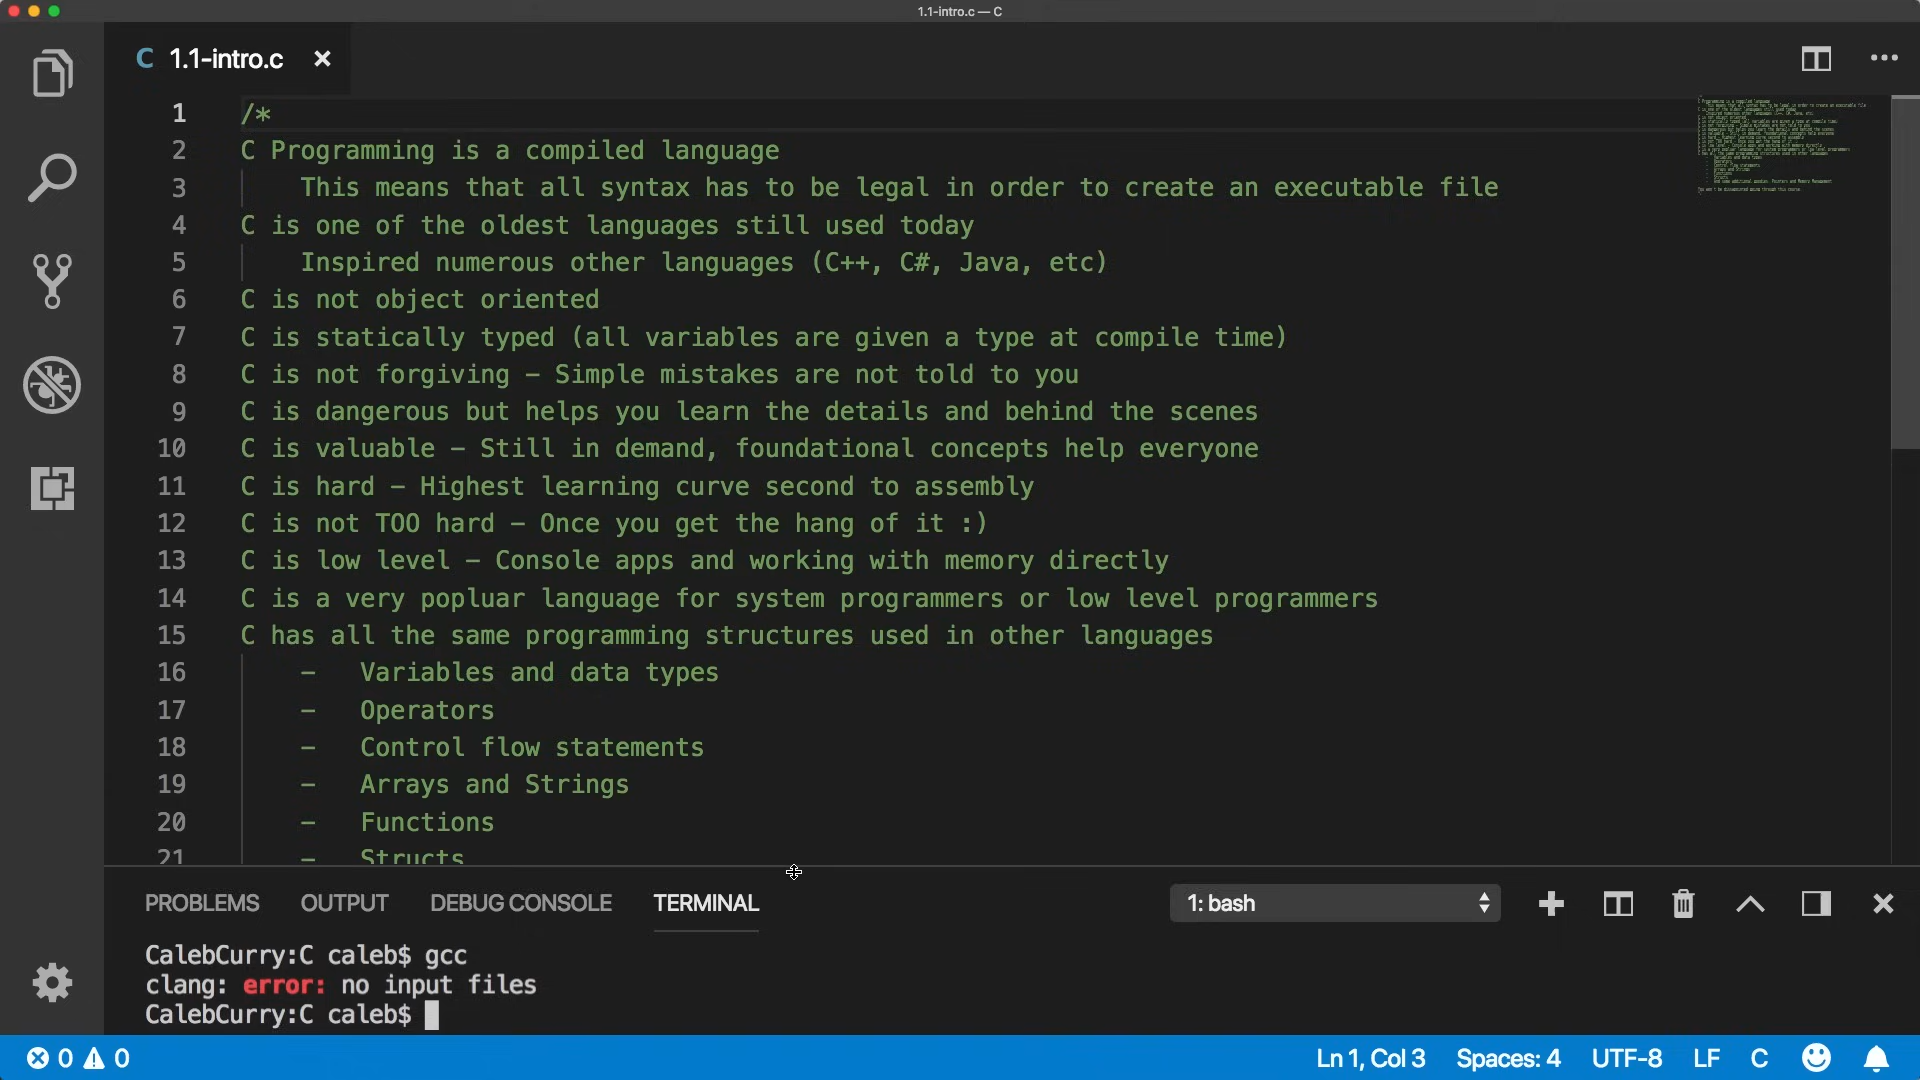 1.1-intro.c — C
C 1.1-intro.c
1 /*
2 C Programming is a compiled language
3 This means that all syntax has to be legal in order to create an executable file
4 C is one of the oldest languages still used today
5 Inspired numerous other languages (C++, C#, Java, etc)
6 C is not object oriented
7 C is statically typed (all variables are given a type at compile time)
8 C is not forgiving – Simple mistakes are not told to you
9 C is dangerous but helps you learn the details and behind the scenes
10 C is valuable – Still in demand, foundational concepts help everyone
11 C is hard – Highest learning curve second to assembly
12 C is not TOO hard – Once you get the hang of it :)
13 C is low level – Console apps and working with memory directly
14 C is a very popluar language for system programmers or low level programmers
15 C has all the same programming structures used in other languages
16 – Variables and data types
17 – Operators
18 – Control flow statements
19 – Arrays and Strings
20 – Functions
21 – Structs
PROBLEMS OUTPUT DEBUG CONSOLE TERMINAL 1: bash
CalebCurry:C caleb$ gcc
clang: error: no input files
CalebCurry:C caleb$
0 0 Ln 1, Col 3 Spaces: 4 UTF-8 LF C